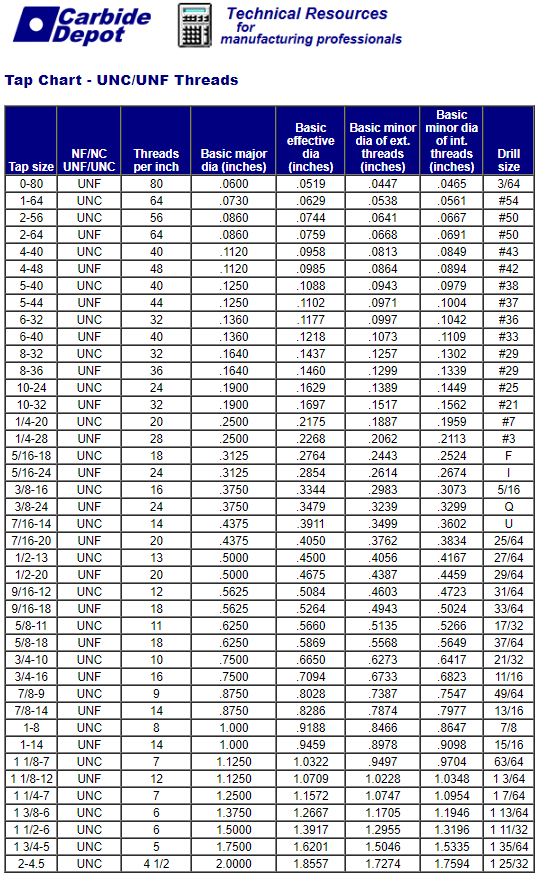 Carbide
Depot
Technical Resources
for
manufacturing professionals
Tap Chart - UNC/UNF Threads
Tap size NF/NC UNF/UNC Threads per inch Basic major dia (inches) Basic effective dia (inches) Basic minor dia of ext. threads (inches) Basic minor dia of int. threads (inches) Drill size
0-80 UNF 80 .0600 .0519 .0447 .0465 3/64
1-64 UNC 64 .0730 .0629 .0538 .0561 #54
2-56 UNC 56 .0860 .0744 .0641 .0667 #50
2-64 UNF 64 .0860 .0759 .0668 .0691 #50
4-40 UNC 40 .1120 .0958 .0813 .0849 #43
4-48 UNF 48 .1120 .0985 .0864 .0894 #42
5-40 UNC 40 .1250 .1088 .0943 .0979 #38
5-44 UNF 44 .1250 .1102 .0971 .1004 #37
6-32 UNC 32 .1360 .1177 .0997 .1042 #36
6-40 UNF 40 .1360 .1218 .1073 .1109 #33
8-32 UNC 32 .1640 .1437 .1257 .1302 #29
8-36 UNF 36 .1640 .1460 .1299 .1339 #29
10-24 UNC 24 .1900 .1629 .1389 .1449 #25
10-32 UNF 32 .1900 .1697 .1517 .1562 #21
1/4-20 UNC 20 .2500 .2175 .1887 .1959 #7
1/4-28 UNF 28 .2500 .2268 .2062 .2113 #3
5/16-18 UNC 18 .3125 .2764 .2443 .2524 F
5/16-24 UNF 24 .3125 .2854 .2614 .2674 I
3/8-16 UNC 16 .3750 .3344 .2983 .3073 5/16
3/8-24 UNF 24 .3750 .3479 .3239 .3299 Q
7/16-14 UNC 14 .4375 .3911 .3499 .3602 U
7/16-20 UNF 20 .4375 .4050 .3762 .3834 25/64
1/2-13 UNC 13 .5000 .4500 .4056 .4167 27/64
1/2-20 UNF 20 .5000 .4675 .4387 .4459 29/64
9/16-12 UNC 12 .5625 .5084 .4603 .4723 31/64
9/16-18 UNF 18 .5625 .5264 .4943 .5024 33/64
5/8-11 UNC 11 .6250 .5660 .5135 .5266 17/32
5/8-18 UNF 18 .6250 .5869 .5568 .5649 37/64
3/4-10 UNC 10 .7500 .6650 .6273 .6417 21/32
3/4-16 UNF 16 .7500 .7094 .6733 .6823 11/16
7/8-9 UNC 9 .8750 .8028 .7387 .7547 49/64
7/8-14 UNF 14 .8750 .8286 .7874 .7977 13/16
1-8 UNC 8 1.000 .9188 .8466 .8647 7/8
1-14 UNF 14 1.000 .9459 .8978 .9098 15/16
1 1/8-7 UNC 7 1.1250 1.0322 .9497 .9704 63/64
1 1/8-12 UNF 12 1.1250 1.0709 1.0228 1.0348 1 3/64
1 1/4-7 UNC 7 1.2500 1.1572 1.0747 1.0954 1 7/64
1 3/8-6 UNC 6 1.3750 1.2667 1.1705 1.1946 1 13/64
1 1/2-6 UNC 6 1.5000 1.3917 1.2955 1.3196 1 11/32
1 3/4-5 UNC 5 1.7500 1.6201 1.5046 1.5335 1 35/64
2-4.5 UNC 4 1/2 2.0000 1.8557 1.7274 1.7594 1 25/32